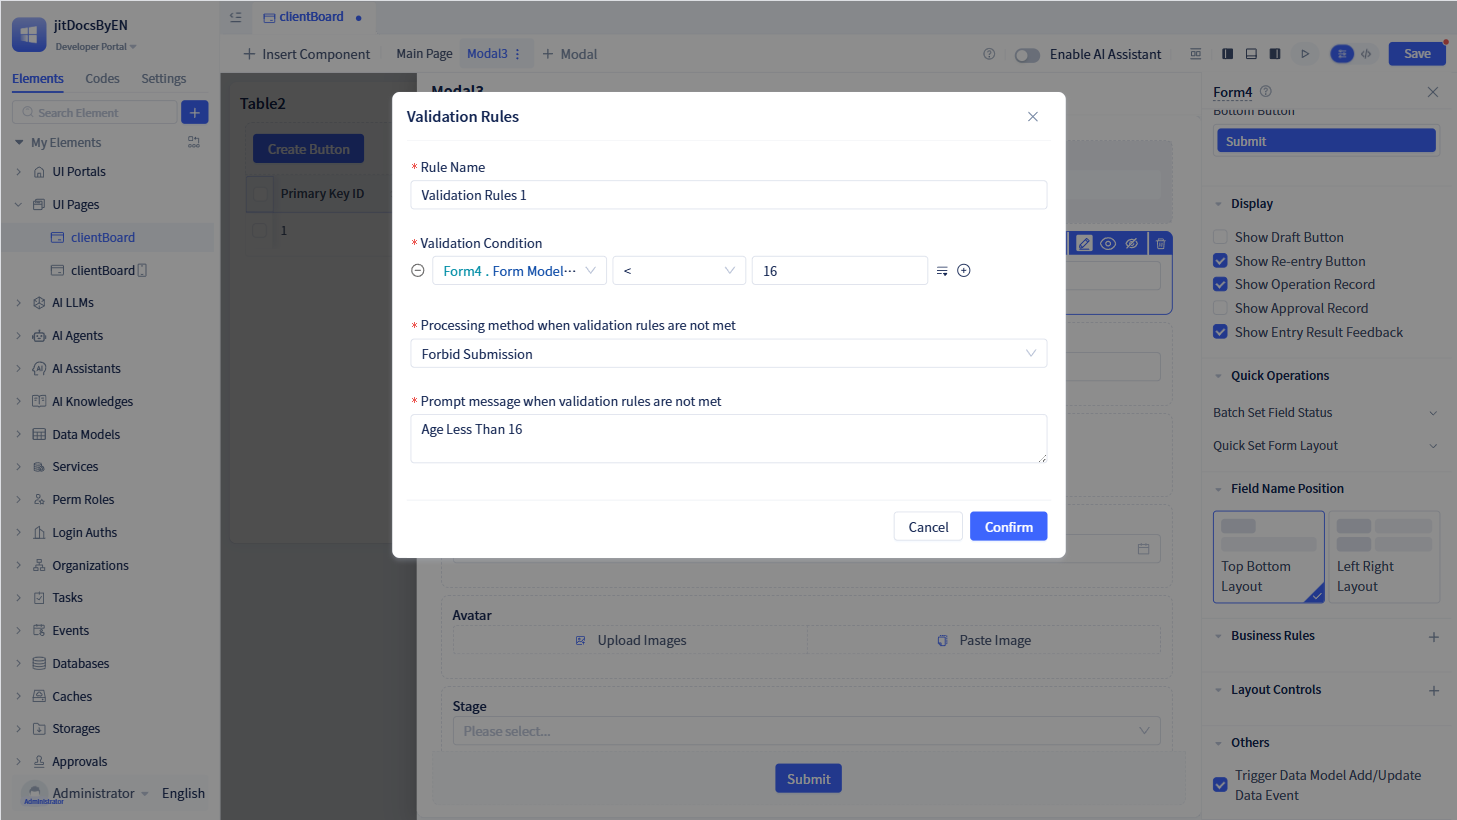 jitDocsByEN
Developer Portal
Elements
Codes
Settings
Search Element
My Elements
UI Portals
UI Pages
clientBoard
clientBoard
AI LLMs
AI Agents
AI Assistants
AI Knowledges
Data Models
Services
Perm Roles
Login Auths
Organizations
Tasks
Events
Databases
Caches
Storages
Approvals
Administrator
Administrator
English
clientBoard
Insert Component
Main Page
Modal3
Modal
Enable AI Assistant
Save
Table2
Create Button
Primary Key ID
1
Modal3
Validation Rules
* Rule Name
Validation Rules 1
* Validation Condition
Form4 . Form Model···
<
16
* Processing method when validation rules are not met
Forbid Submission
* Prompt message when validation rules are not met
Age Less Than 16
Cancel
Confirm
Avatar
Upload Images
Paste Image
Stage
Please select...
Submit
Form4
Bottom Button
Submit
Display
Show Draft Button
Show Re-entry Button
Show Operation Record
Show Approval Record
Show Entry Result Feedback
Quick Operations
Batch Set Field Status
Quick Set Form Layout
Field Name Position
Top Bottom
Layout
Left Right
Layout
Business Rules
Layout Controls
Others
Trigger Data Model Add/Update
Data Event